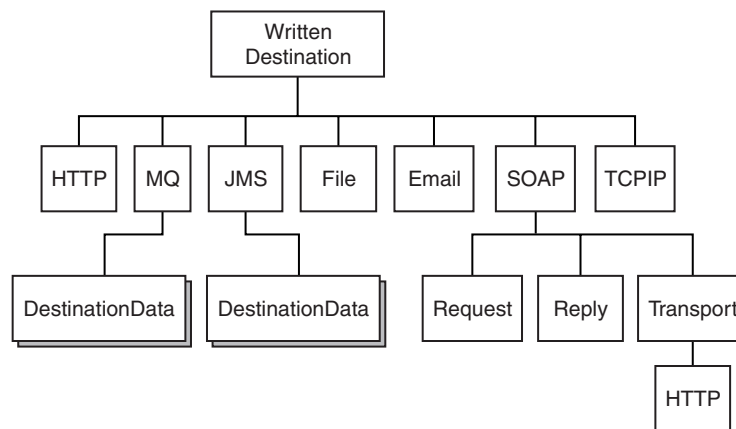 Written
Destination
HTTP MQ JMS File Email SOAP TCPIP
DestinationData DestinationData Request Reply Transport
HTTP